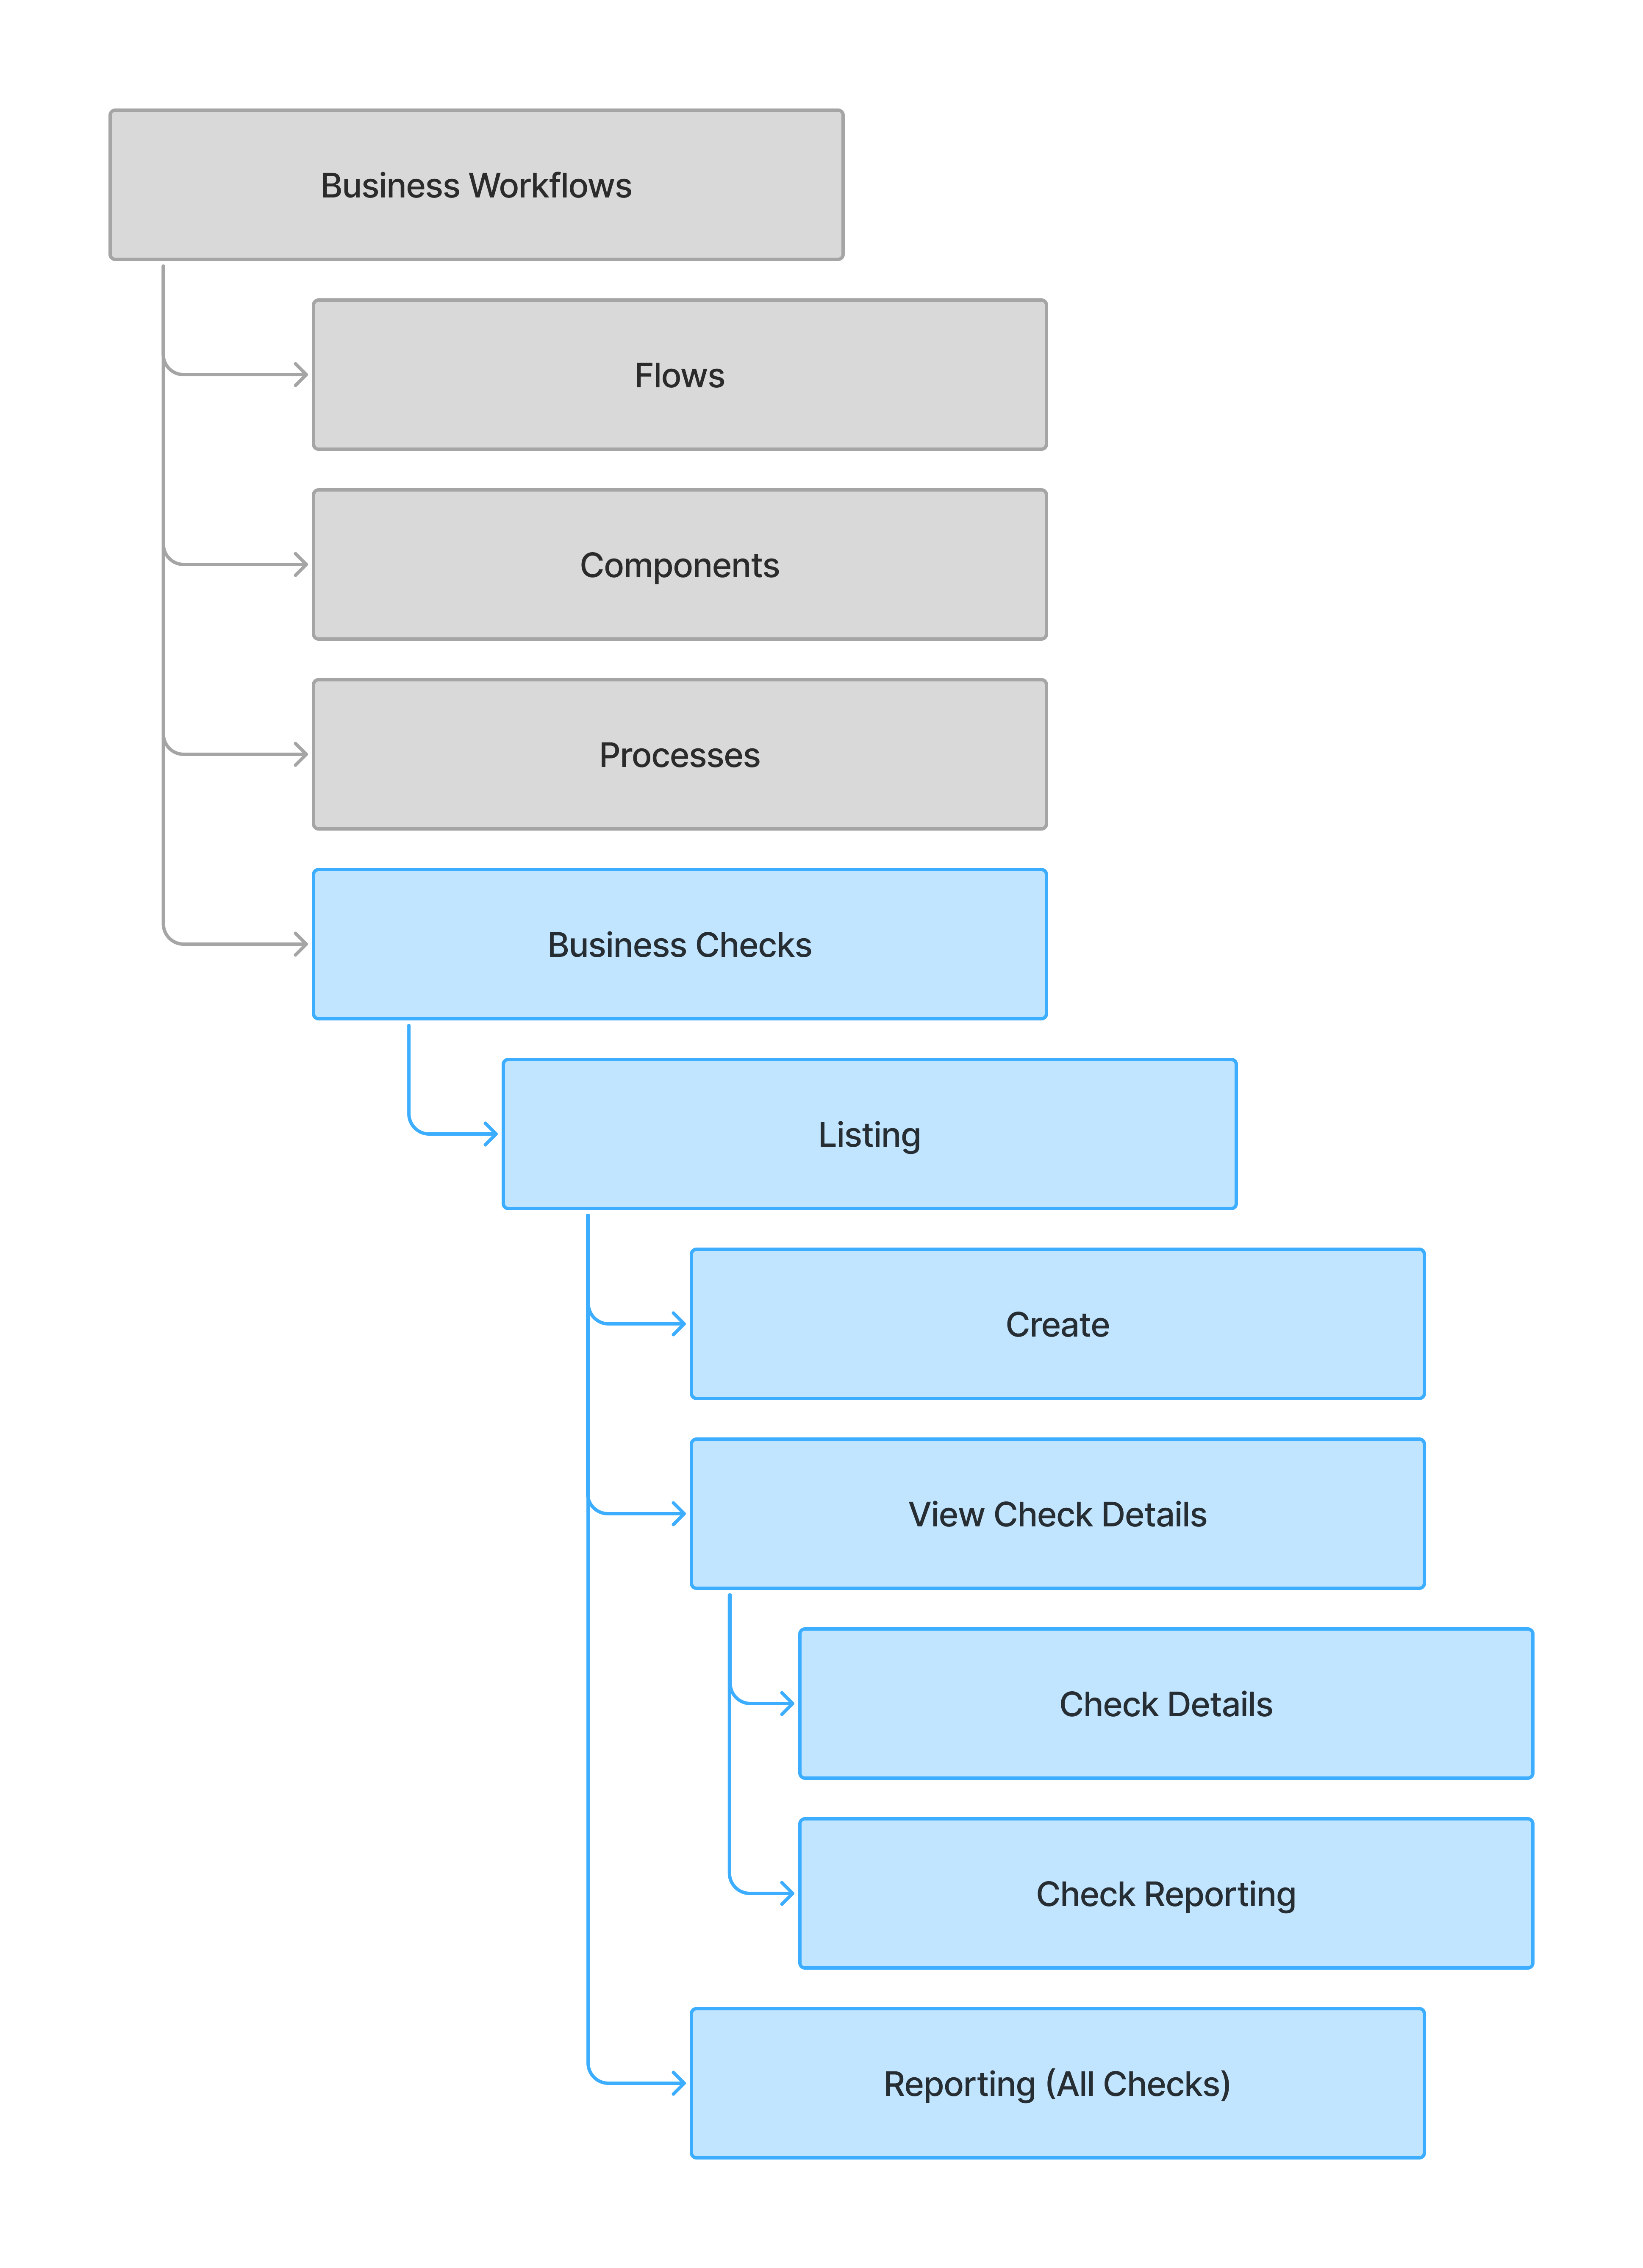 Business Workflows
Flows
Components
Processes
Business Checks
Listing
Create
View Check Details
Check Details
Check Reporting
Reporting (All Checks)